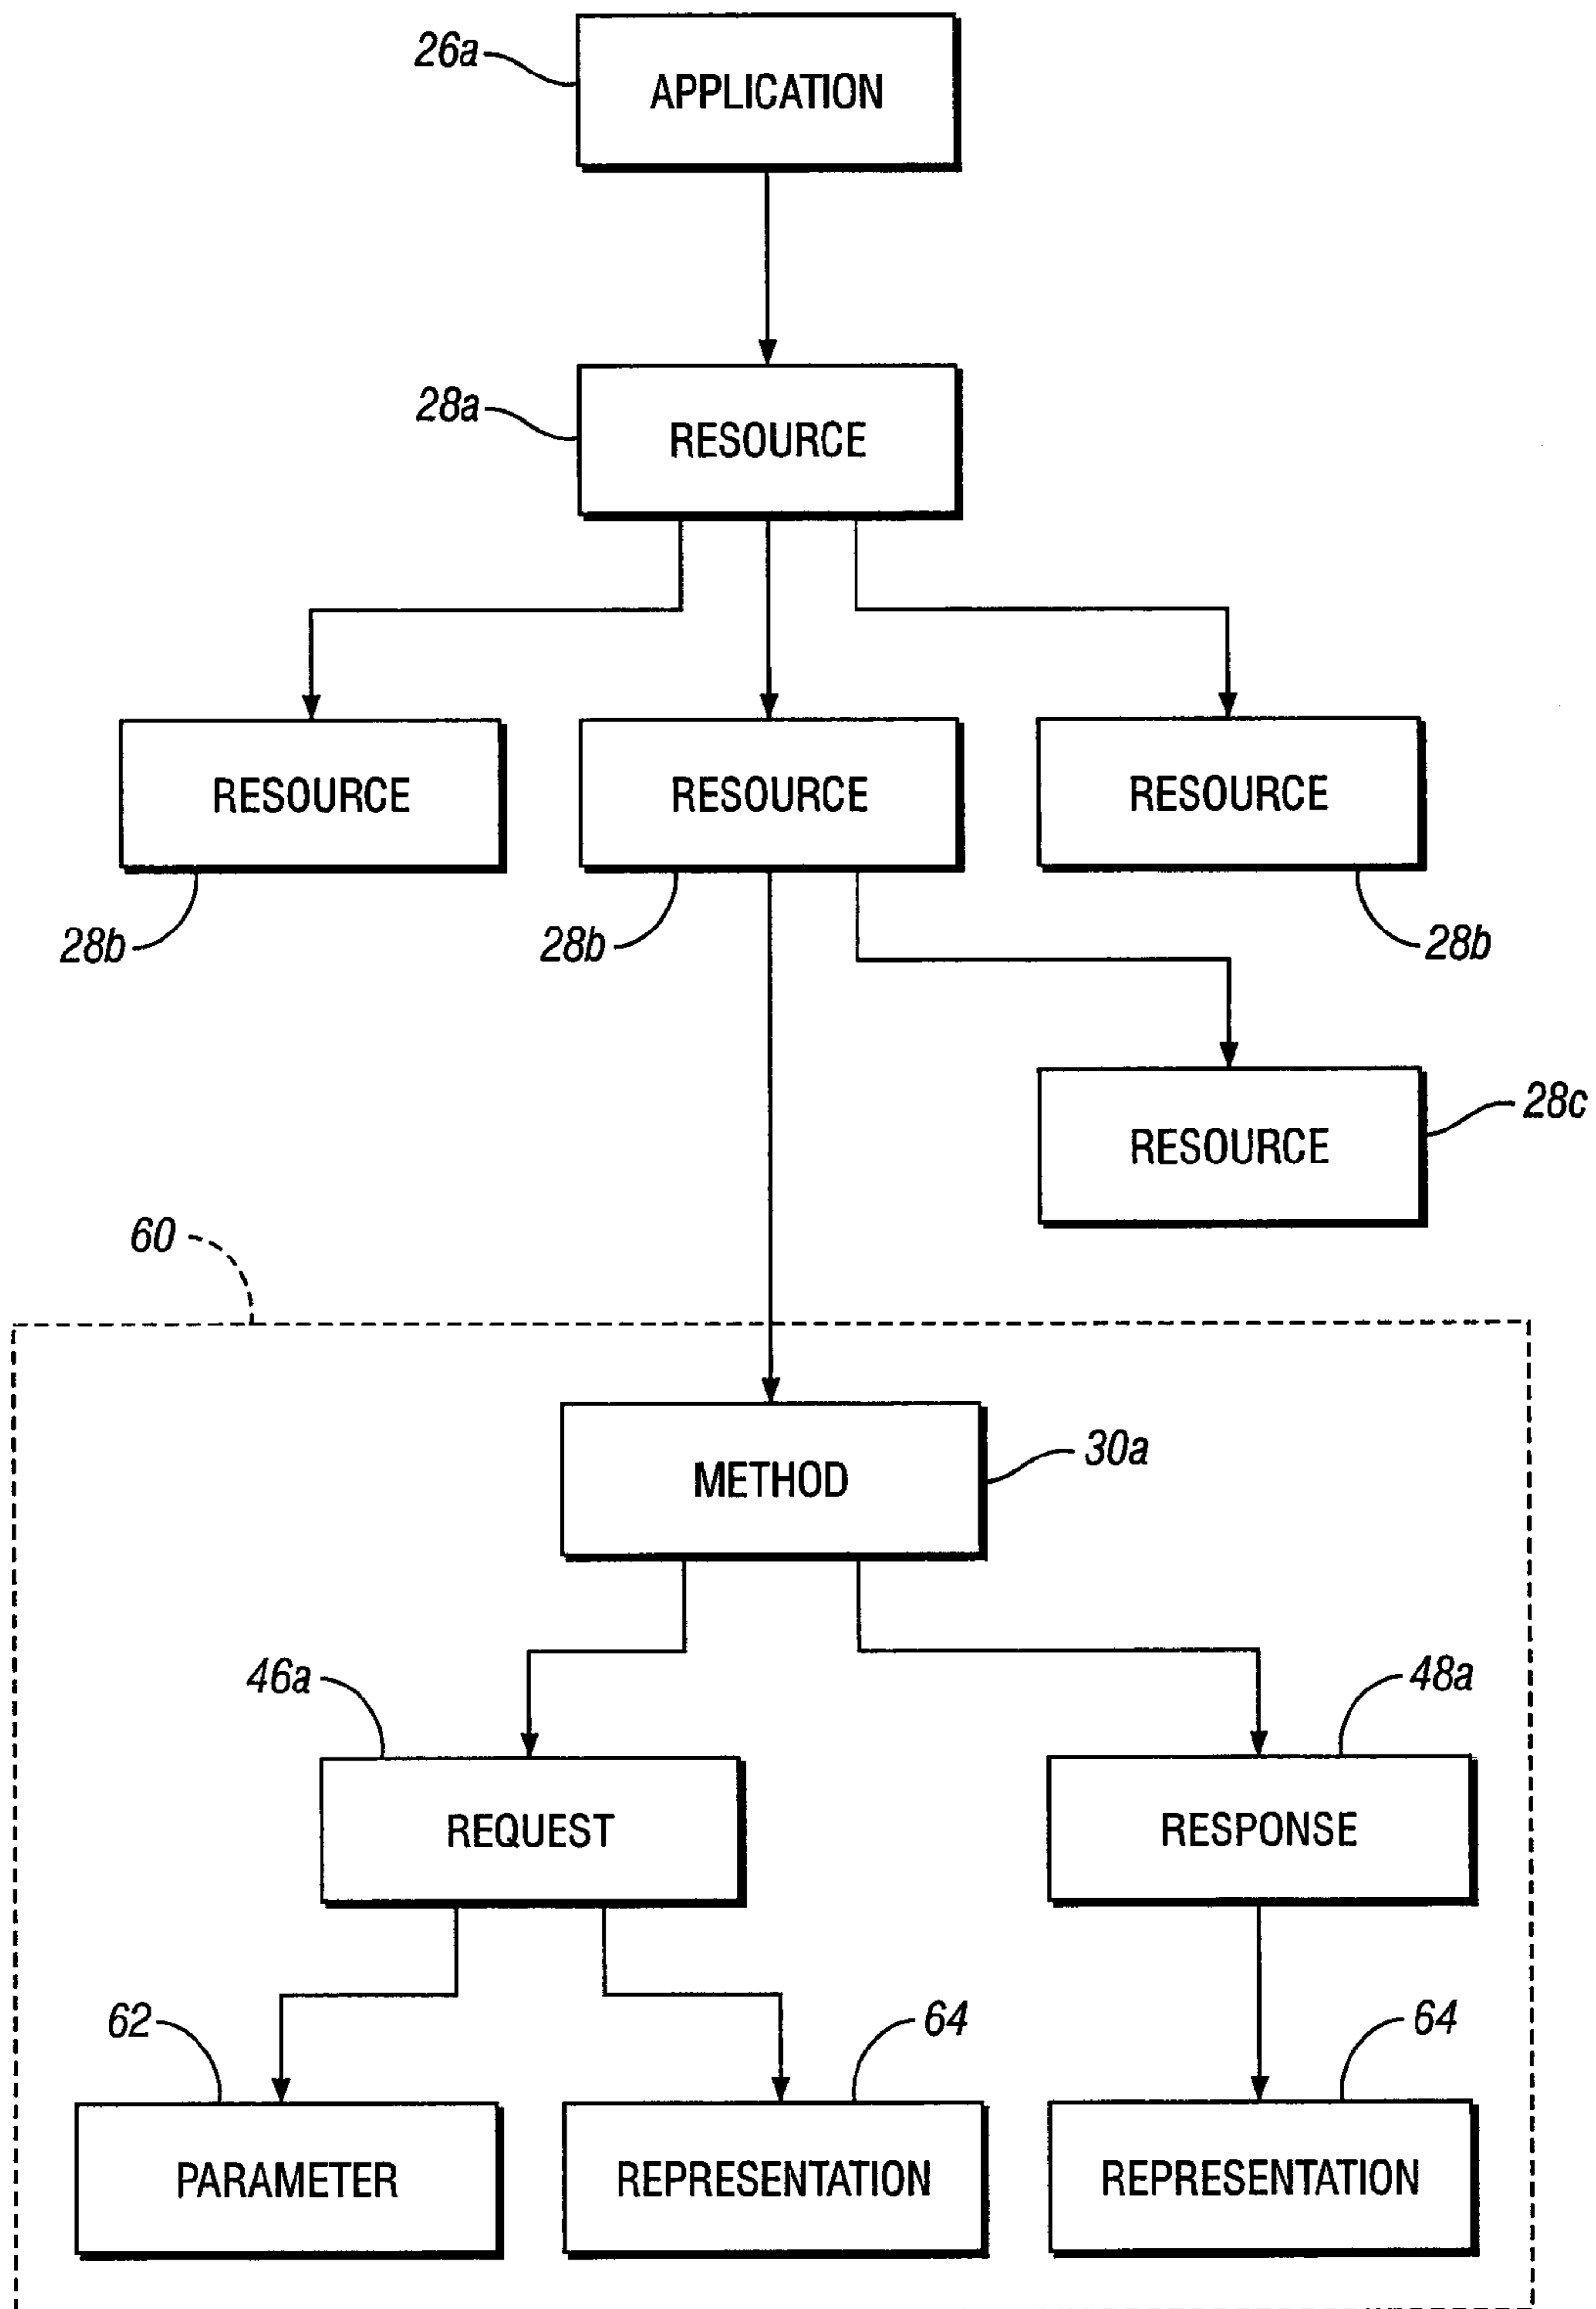 26a
APPLICATION
28a
RESOURCE
RESOURCE
RESOURCE
RESOURCE
28b
28b
28b
RESOURCE
28c
60
METHOD
30a
46a
48a
REQUEST
RESPONSE
62
64
64
PARAMETER
REPRESENTATION
REPRESENTATION